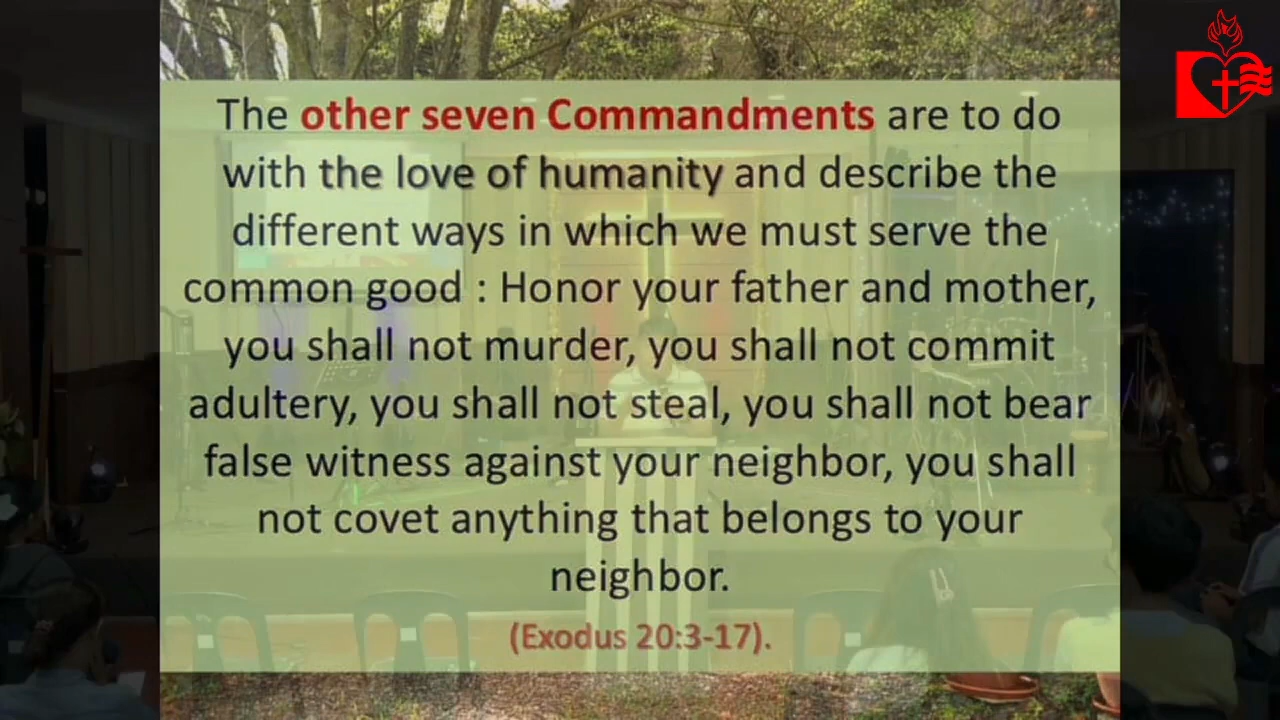 The other seven Commandments are to do
with the love of humanity and describe the
different ways in which we must serve the
common good : Honor your father and mother,
you shall not murder, you shall not commit
adultery, you shall not steal, you shall not bear
false witness against your neighbor, you shall
not covet anything that belongs to your
neighbor.
(Exodus 20:3-17).